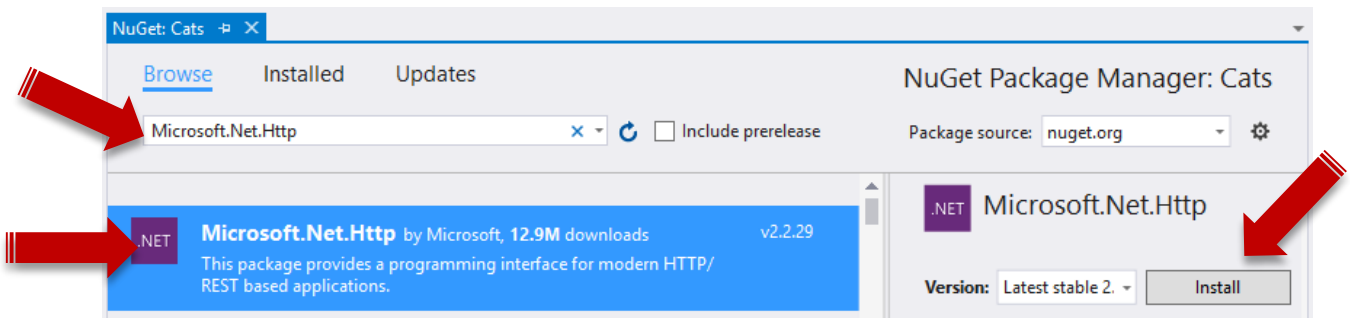 NuGet: Cats
Browse Installed Updates
NuGet Package Manager: Cats
Microsoft.Net.Http
Include prerelease
Package source: nuget.org
.NET
Microsoft.Net.Http by Microsoft, 12.9M downloads v2.2.29
This package provides a programming interface for modern HTTP/
REST based applications.
.NET Microsoft.Net.Http
Version: Latest stable 2. Install